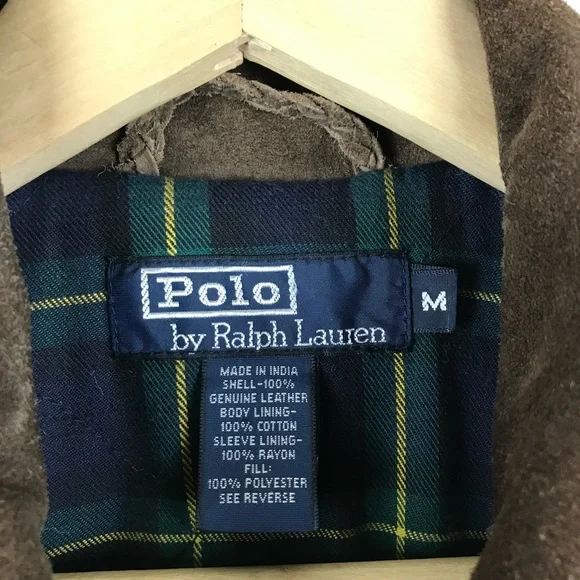 Polo
by Ralph Lauren
M
MADE IN INDIA
SHELL-100%
GENUINE LEATHER
BODY LINING-
100% COTTON
SLEEVE LINING-
100% RAYON
FILL:
100% POLYESTER
SEE REVERSE